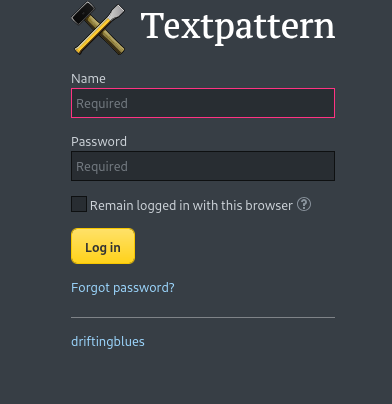 Textpattern
Name
Required
Password
Required
Remain logged in with this browser ?
Log in
Forgot password?
driftingblues